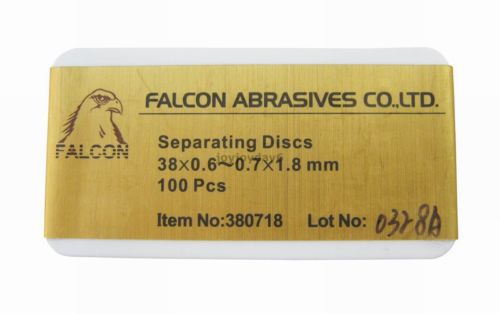 FALCON
FALCON ABRASIVES CO.,LTD.
Separating Discs
joyjoydays
38×0.6~0.7×1.8 mm
100 Pcs
Item No:380718 Lot No: 0328A